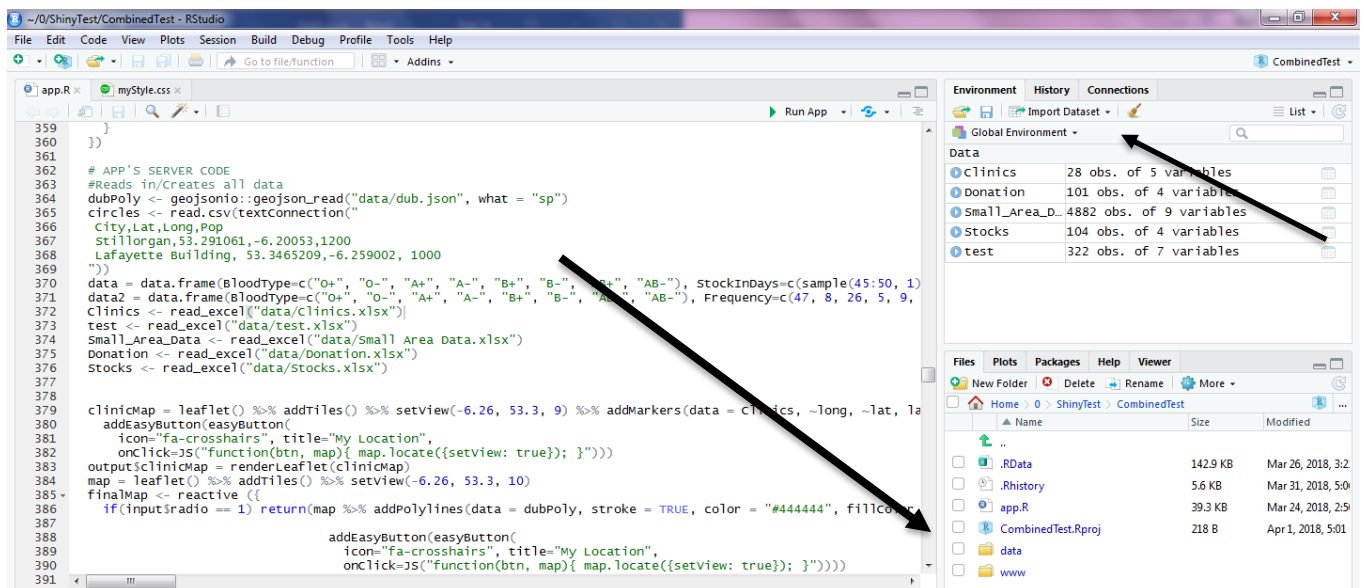 ~/0/ShinyTest/CombinedTest - RStudio
File Edit Code View Plots Session Build Debug Profile Tools Help
Go to file/function Addins CombinedTest
app.R × myStyle.css ×
Run App
359 }
360 })
361
362 # APP'S SERVER CODE
363 #Reads in/Creates all data
364 dubPoly <- geojsonio::geojson_read("data/dub.json", what = "sp")
365 circles <- read.csv(textConnection("
366 City,Lat,Long,Pop
367 Stillorgan,53.291061,-6.20053,1200
368 Lafayette Building, 53.3465209,-6.259002, 1000
369 "))
370 data = data.frame(BloodType=c("O+", "O-", "A+", "A-", "B+", "B-", "AB+", "AB-"), StockInDays=c(sample(45:50, 1)
371 data2 = data.frame(BloodType=c("O+", "O-", "A+", "A-", "B+", "B-", "AB+", "AB-"), Frequency=c(47, 8, 26, 5, 9,
372 Clinics <- read_excel("data/Clinics.xlsx")
373 test <- read_excel("data/test.xlsx")
374 Small_Area_Data <- read_excel("data/Small Area Data.xlsx")
375 Donation <- read_excel("data/Donation.xlsx")
376 Stocks <- read_excel("data/Stocks.xlsx")
377
378
379 clinicMap = leaflet() %>% addTiles() %>% setView(-6.26, 53.3, 9) %>% addMarkers(data = Clinics, ~long, ~lat, la
380 addEasyButton(easyButton(
381 icon="fa-crosshairs", title="My Location",
382 onClick=JS("function(btn, map){ map.locate({setView: true}); }")))
383 output$clinicMap = renderLeaflet(clinicMap)
384 map = leaflet() %>% addTiles() %>% setView(-6.26, 53.3, 10)
385 finalMap <- reactive ({
386 if(input$radio == 1) return(map %>% addPolylines(data = dubPoly, stroke = TRUE, color = "#444444", fillColor
387
388 addEasyButton(easyButton(
389 icon="fa-crosshairs", title="My Location",
390 onClick=JS("function(btn, map){ map.locate({setView: true}); }"))))
391
Environment History Connections
Import Dataset List
Global Environment
Data
Clinics 28 obs. of 5 variables
Donation 101 obs. of 4 variables
Small_Area_D… 4882 obs. of 9 variables
Stocks 104 obs. of 4 variables
test 322 obs. of 7 variables
Files Plots Packages Help Viewer
New Folder Delete Rename More
Home > 0 > ShinyTest > CombinedTest ...
Name Size Modified
..
.RData 142.9 KB Mar 26, 2018, 3:2
.Rhistory 5.6 KB Mar 31, 2018, 5:0
app.R 39.3 KB Mar 24, 2018, 2:5
CombinedTest.Rproj 218 B Apr 1, 2018, 5:01
data
www